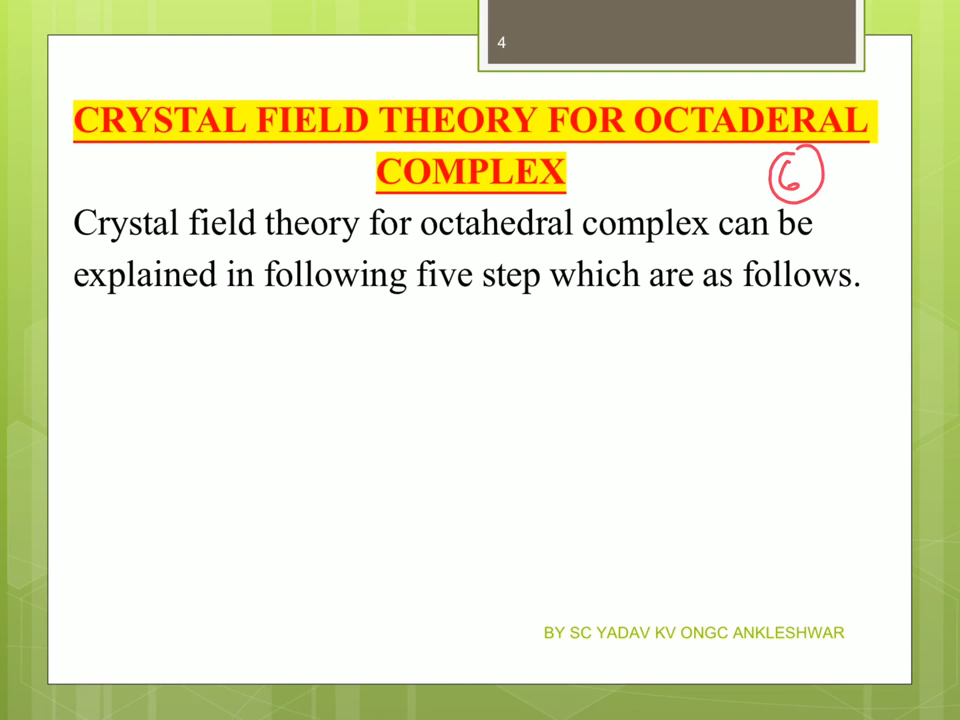 4
CRYSTAL FIELD THEORY FOR OCTADERAL
COMPLEX
6
Crystal field theory for octahedral complex can be
explained in following five step which are as follows.
BY SC YADAV KV ONGC ANKLESHWAR